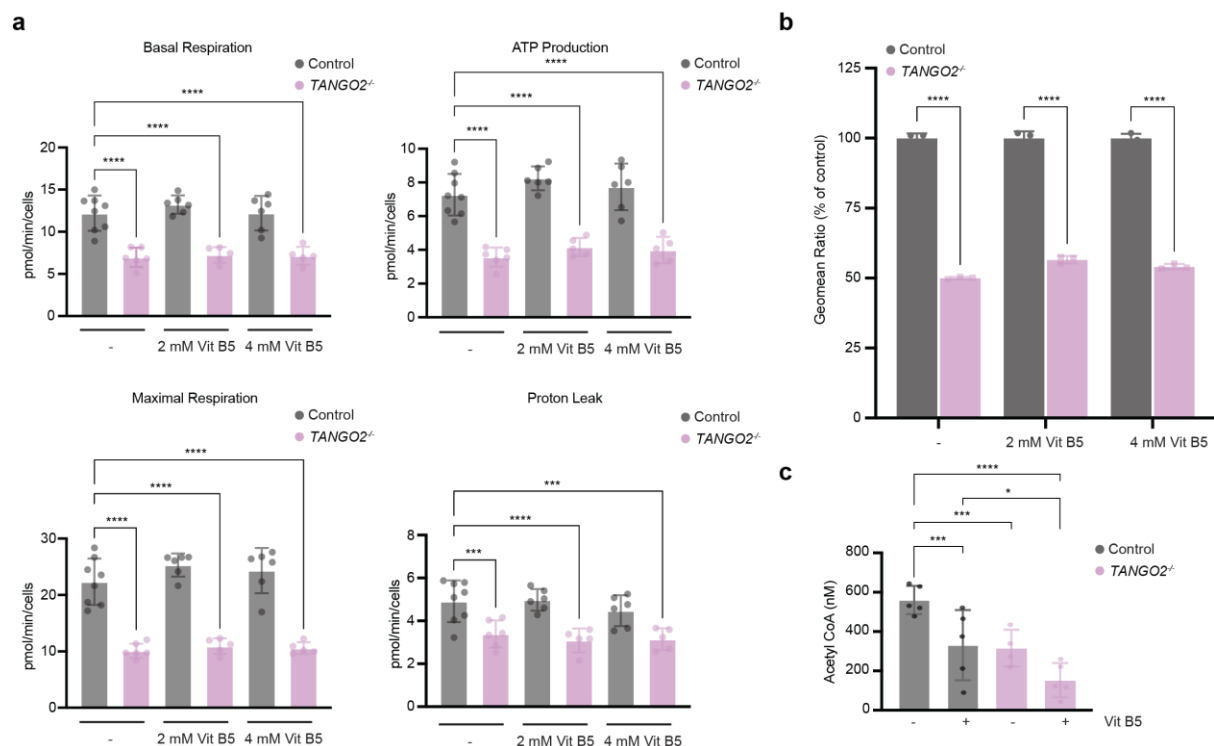 a
Basal Respiration
Control
TANGO2-/-
****
****
****
pmol/min/cells
20
15
10
5
0
-
2 mM Vit B5
4 mM Vit B5
ATP Production
Control
TANGO2-/-
****
****
****
pmol/min/cells
10
8
6
4
2
0
-
2 mM Vit B5
4 mM Vit B5
Maximal Respiration
Control
TANGO2-/-
****
****
****
pmol/min/cells
30
20
10
0
-
2 mM Vit B5
4 mM Vit B5
Proton Leak
Control
TANGO2-/-
***
****
***
pmol/min/cells
8
6
4
2
0
-
2 mM Vit B5
4 mM Vit B5
b
Control
TANGO2-/-
****
****
****
Geomean Ratio (% of control)
125
100
75
50
25
0
-
2 mM Vit B5
4 mM Vit B5
c
****
*
***
***
Control
TANGO2-/-
Acetyl CoA (nM)
800
600
400
200
0
- + - + Vit B5